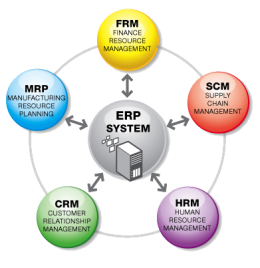 FRM
FINANCE
RESOURCE
MANAGEMENT
MRP
MANUFACTURING
RESOURCE
PLANNING
SCM
SUPPLY
CHAIN
MANAGEMENT
ERP
SYSTEM
CRM
CUSTOMER
RELATIONSHIP
MANAGEMENT
HRM
HUMAN
RESOURCE
MANAGEMENT